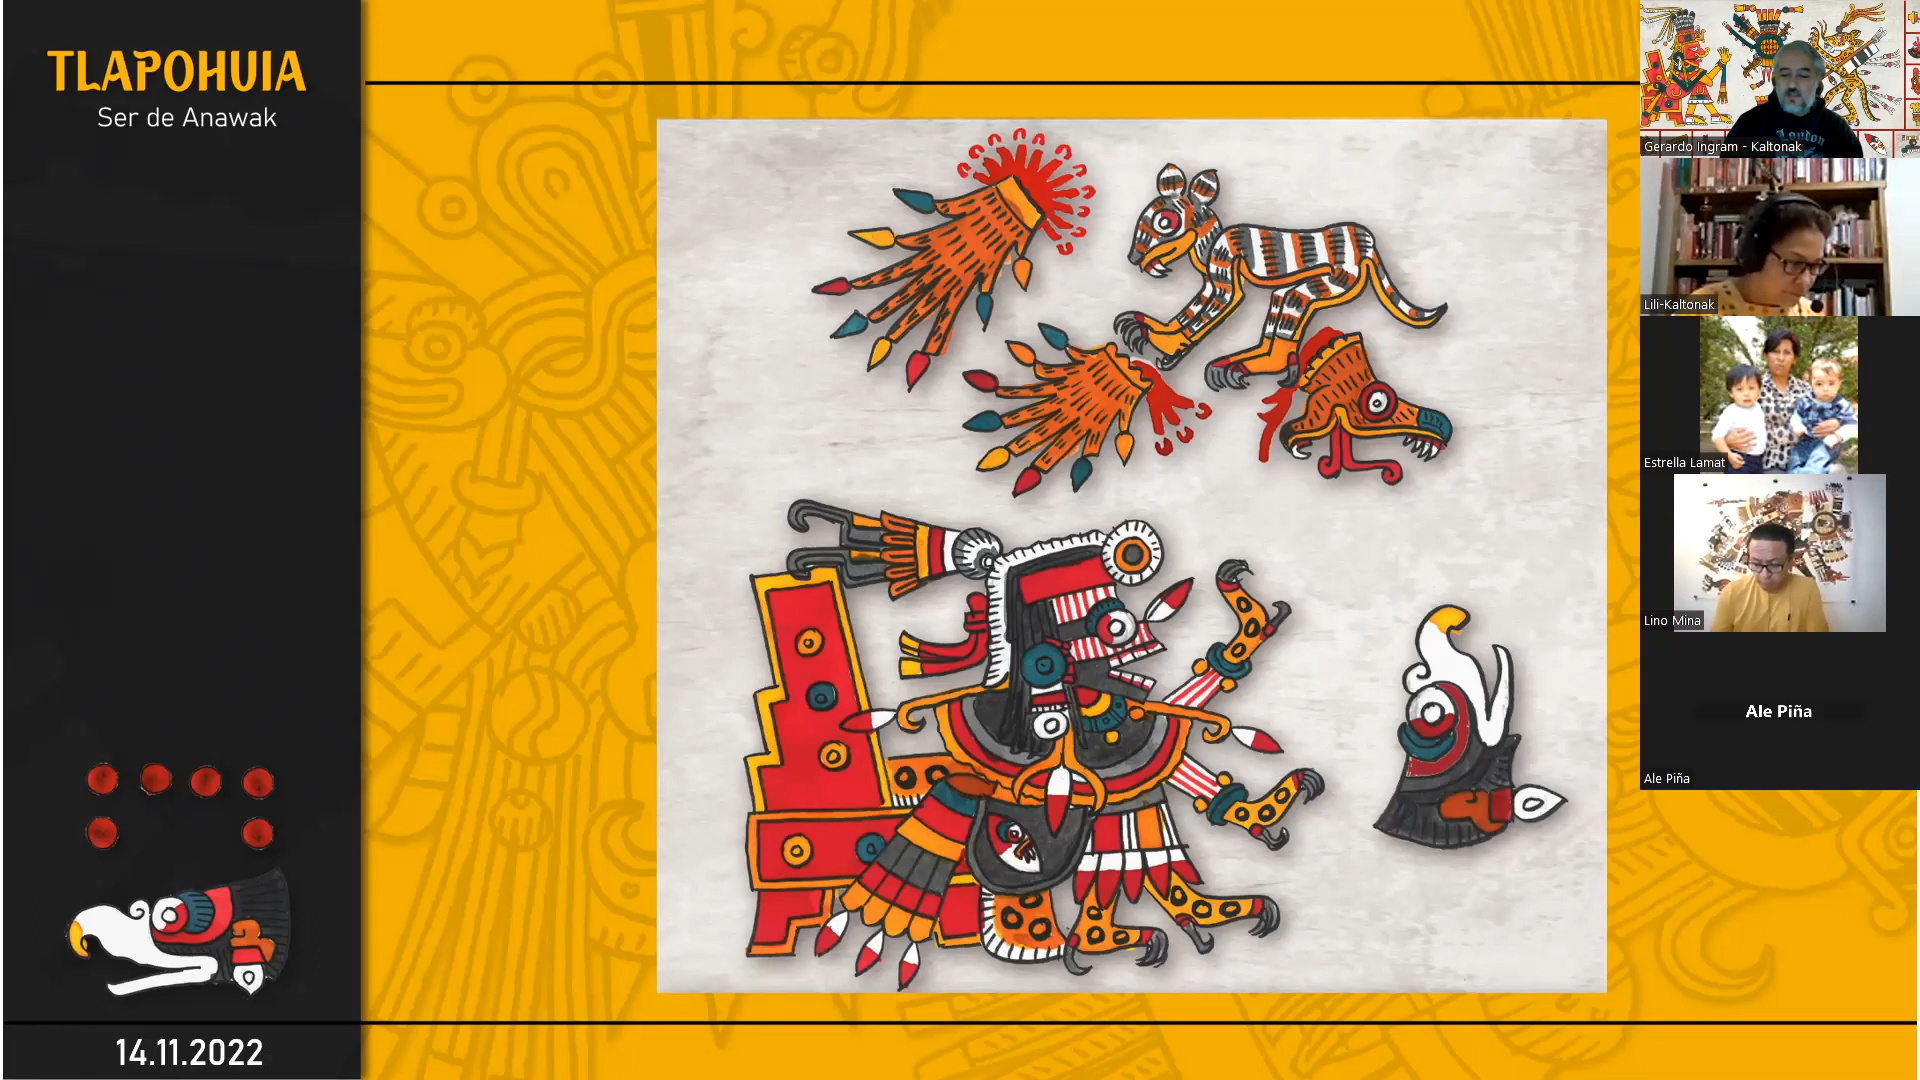 TLAPOHUIA
Ser de Anawak
14.11.2022
Gerardo Ingram - Kaltonak
London
Lili-Kaltonak
Estrella Lamat
Lino Mina
Ale Piña
Ale Piña